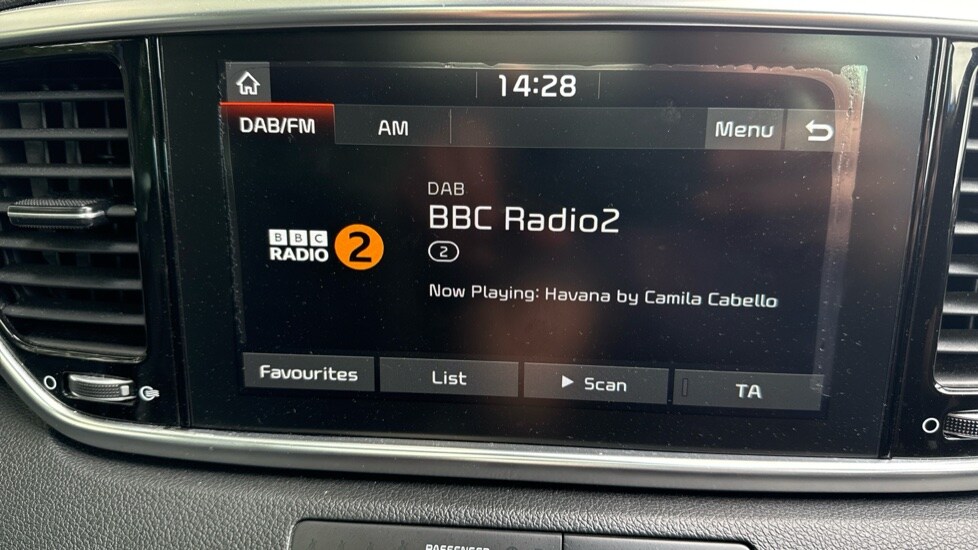 14:28
DAB/FM AM Menu
DAB
BBC Radio2
BBC
RADIO 2
2
Now Playing: Havana by Camila Cabello
Favourites List Scan TA
PASSENGER